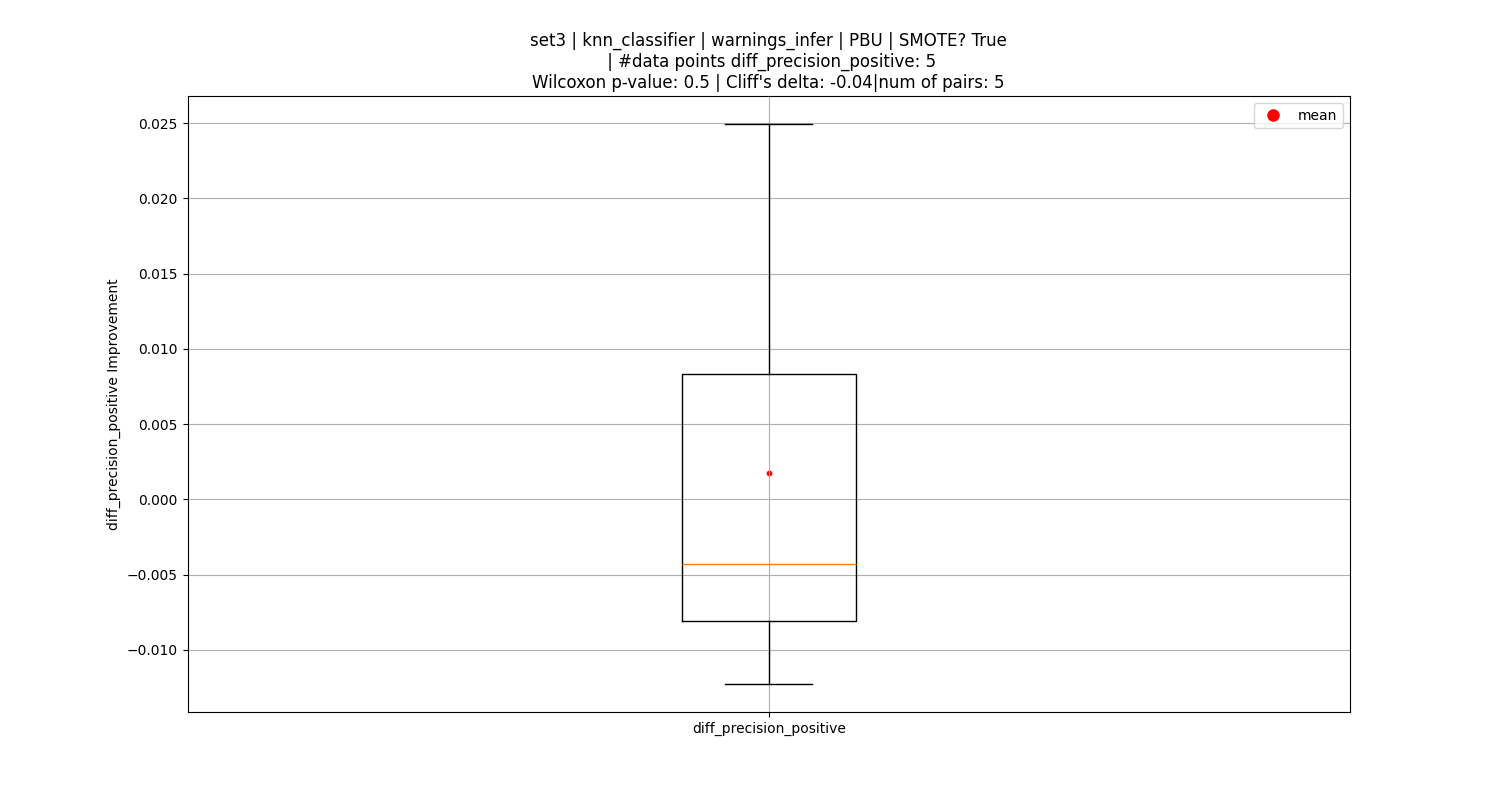 set3 | knn_classifier | warnings_infer | PBU | SMOTE? True
| #data points diff_precision_positive: 5
Wilcoxon p-value: 0.5 | Cliff's delta: -0.04|num of pairs: 5
mean
0.025
0.020
0.015
0.010
0.005
0.000
−0.005
−0.010
diff_precision_positive Improvement
diff_precision_positive